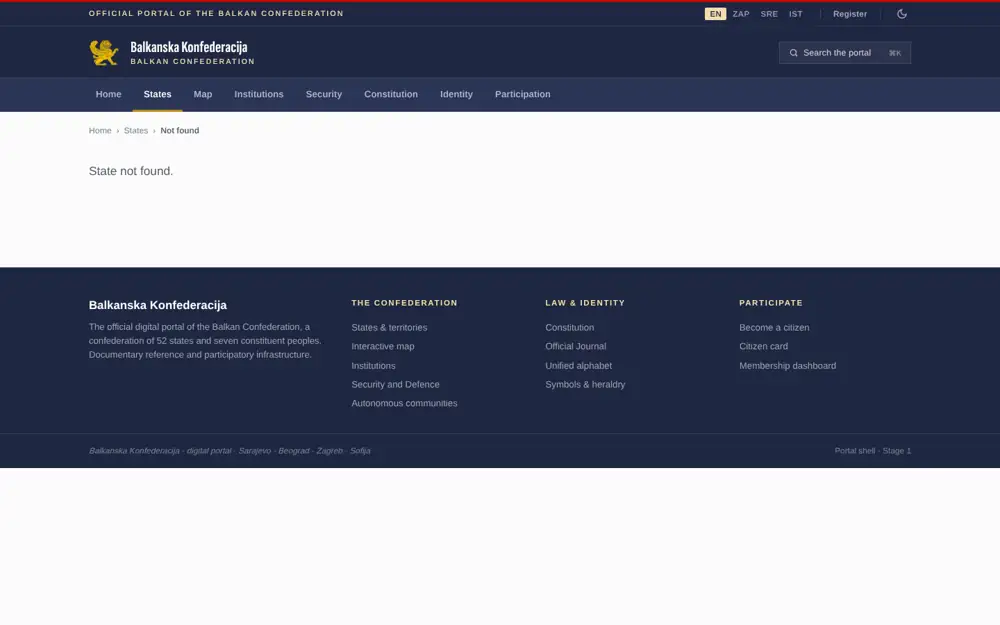 OFFICIAL PORTAL OF THE BALKAN CONFEDERATION
EN ZAP SRE IST Register
Balkanska Konfederacija
BALKAN CONFEDERATION
Search the portal ⌘K
Home States Map Institutions Security Constitution Identity Participation
Home › States › Not found
State not found.
Balkanska Konfederacija
The official digital portal of the Balkan Confederation, a
confederation of 52 states and seven constituent peoples.
Documentary reference and participatory infrastructure.
THE CONFEDERATION
States & territories
Interactive map
Institutions
Security and Defence
Autonomous communities
LAW & IDENTITY
Constitution
Official Journal
Unified alphabet
Symbols & heraldry
PARTICIPATE
Become a citizen
Citizen card
Membership dashboard
Balkanska Konfederacija · digital portal · Sarajevo · Beograd · Zagreb · Sofija
Portal shell · Stage 1